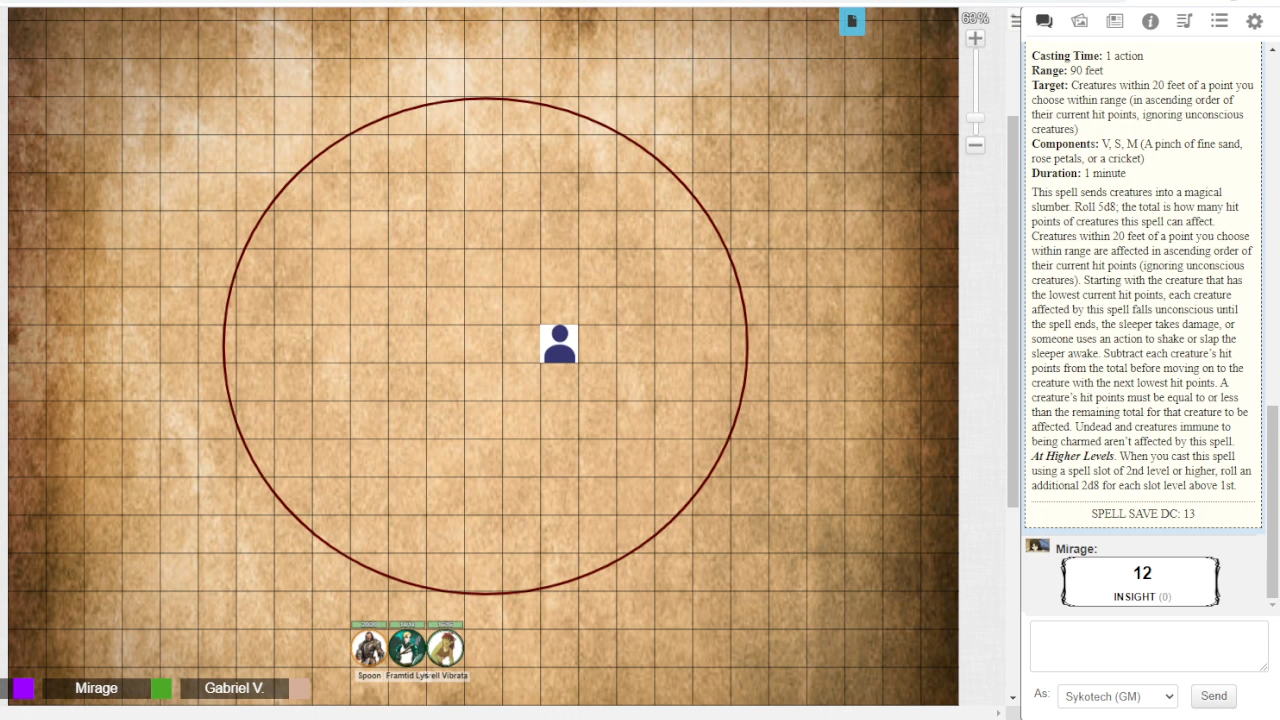 63%
Casting Time: 1 action
Range: 90 feet
Target: Creatures within 20 feet of a point you
choose within range (in ascending order of
their current hit points, ignoring unconscious
creatures)
Components: V, S, M (A pinch of fine sand,
rose petals, or a cricket)
Duration: 1 minute
This spell sends creatures into a magical
slumber. Roll 5d8; the total is how many hit
points of creatures this spell can affect.
Creatures within 20 feet of a point you choose
within range are affected in ascending order of
their current hit points (ignoring unconscious
creatures). Starting with the creature that has
the lowest current hit points, each creature
affected by this spell falls unconscious until
the spell ends, the sleeper takes damage, or
someone uses an action to shake or slap the
sleeper awake. Subtract each creature’s hit
points from the total before moving on to the
creature with the next lowest hit points. A
creature’s hit points must be equal to or less
than the remaining total for that creature to be
affected. Undead and creatures immune to
being charmed aren’t affected by this spell.
At Higher Levels. When you cast this spell
using a spell slot of 2nd level or higher, roll an
additional 2d8 for each slot level above 1st.
SPELL SAVE DC: 13
Mirage:
12
INSIGHT (0)
As: Sykotech (GM)
Send
Spoon
Framtid Lys
rell Vibrata
Mirage
Gabriel V.